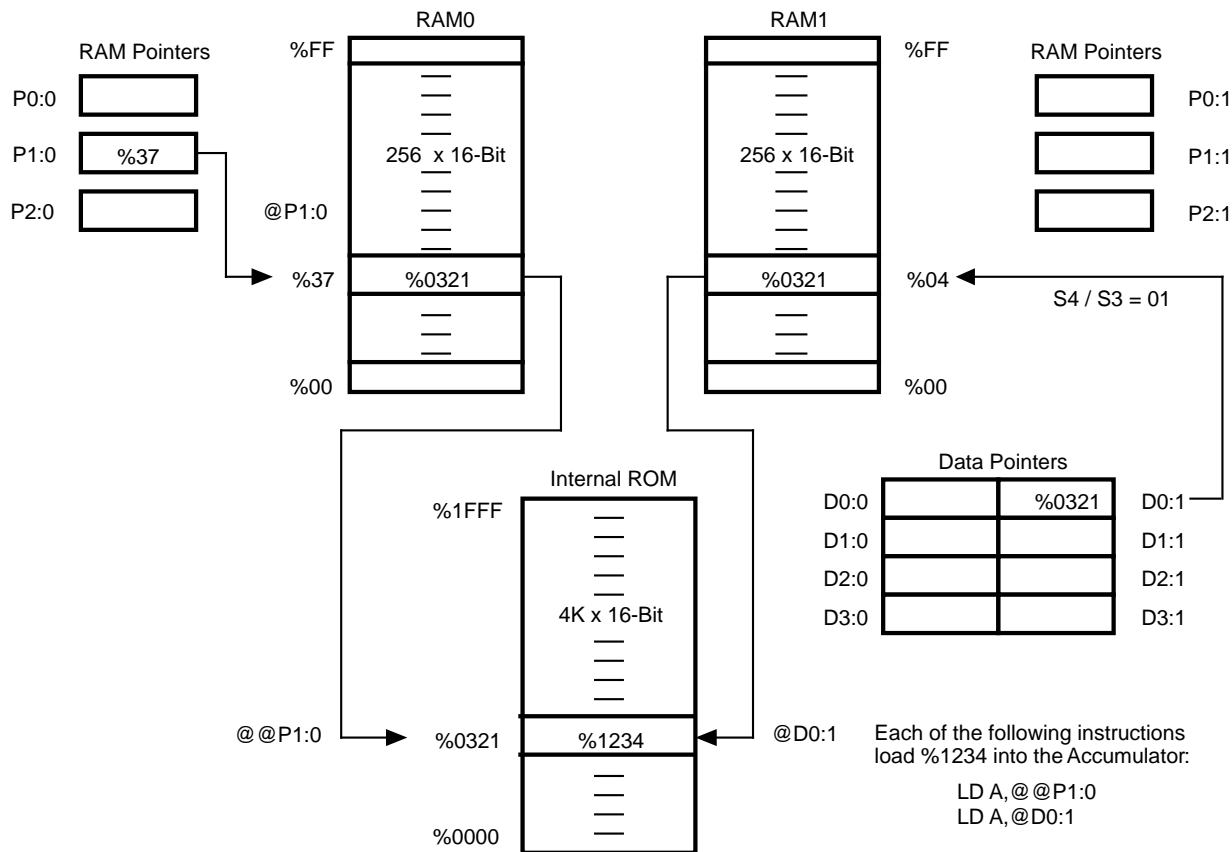 RAM0
RAM1
%FF
%FF
RAM Pointers
RAM Pointers
P0:0
P0:1
P1:0
%37
256 x 16-Bit
256 x 16-Bit
P1:1
P2:0
@P1:0
P2:1
%37
%0321
%0321
%04
S4 / S3 = 01
%00
%00
Internal ROM
Data Pointers
%1FFF
D0:0
%0321
D0:1
D1:0
D1:1
D2:0
D2:1
4K x 16-Bit
D3:0
D3:1
@@P1:0
%0321
%1234
@D0:1
Each of the following instructions
load %1234 into the Accumulator:
LD A,@@P1:0
LD A,@D0:1
%0000